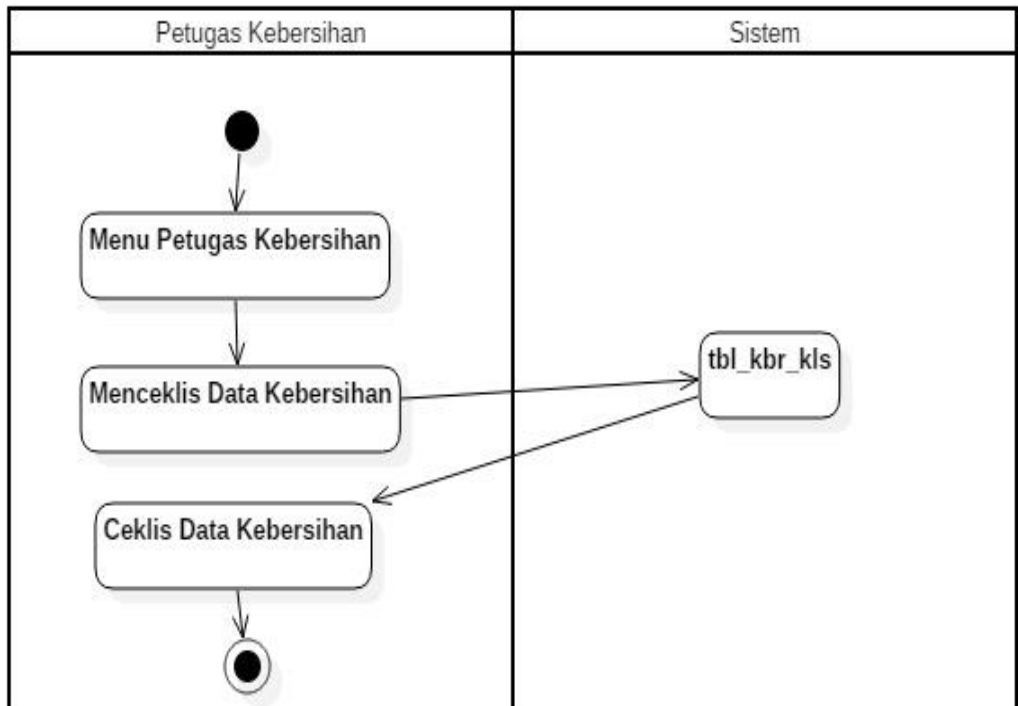 Petugas Kebersihan
Sistem
Menu Petugas Kebersihan
Menceklis Data Kebersihan
tbl_kbr_kls
Ceklis Data Kebersihan